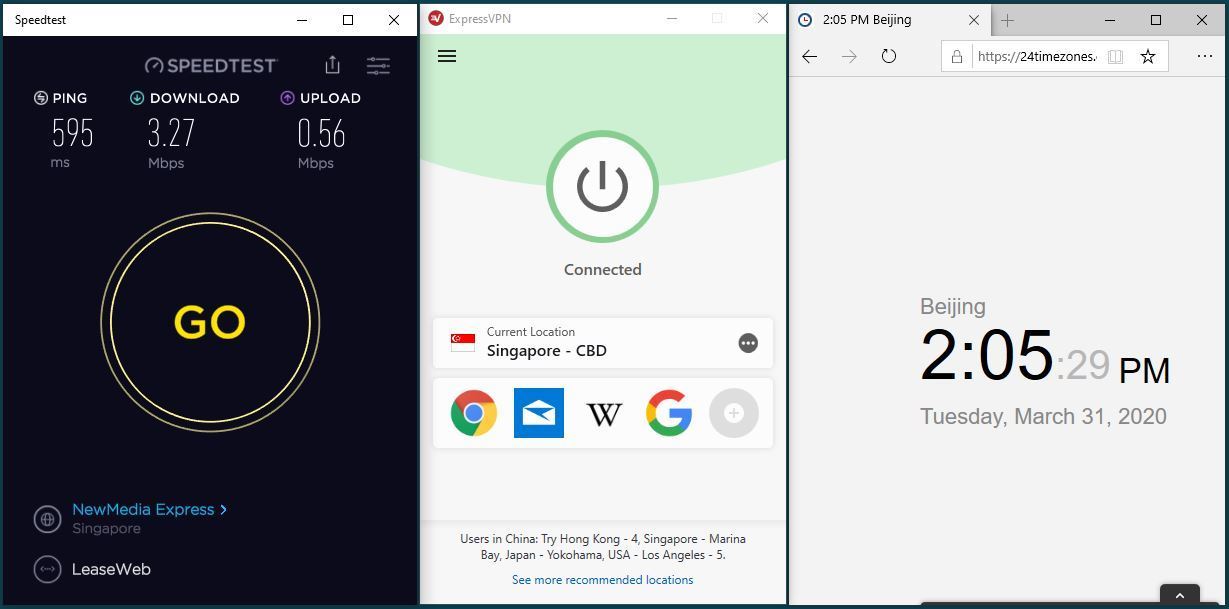 Speedtest
SPEEDTEST
PING DOWNLOAD UPLOAD
595 3.27 0.56
ms Mbps Mbps
GO
NewMedia Express
Singapore
LeaseWeb
ExpressVPN
Connected
Current Location
Singapore - CBD
W
G
Users in China: Try Hong Kong - 4, Singapore - Marina
Bay, Japan - Yokohama, USA - Los Angeles - 5.
See more recommended locations
2:05 PM Beijing
https://24timezones.
Beijing
2:05:29 PM
Tuesday, March 31, 2020